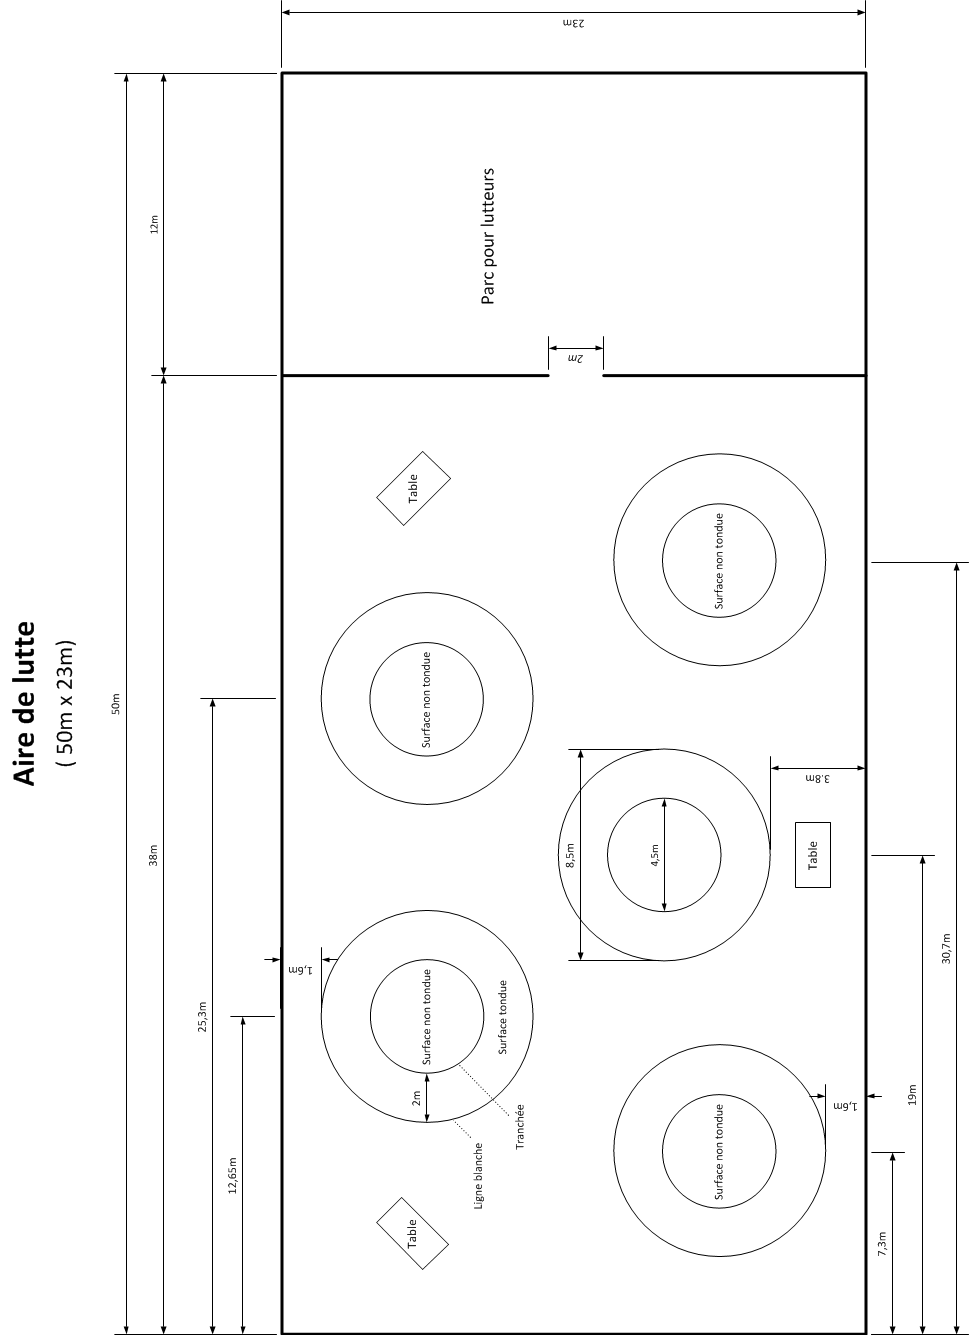 Aire de lutte
( 50m x 23m)
50m
12m
38m
25,3m
12,65m
23m
Parc pour lutteurs
2m
Table
Surface non tondue
Surface non tondue
8,5m
4,5m
3.8m
Table
1,6m
Surface non tondue
Surface tondue
2m
Tranchée
Ligne blanche
Surface non tondue
1,6m
Table
30,7m
19m
7,3m